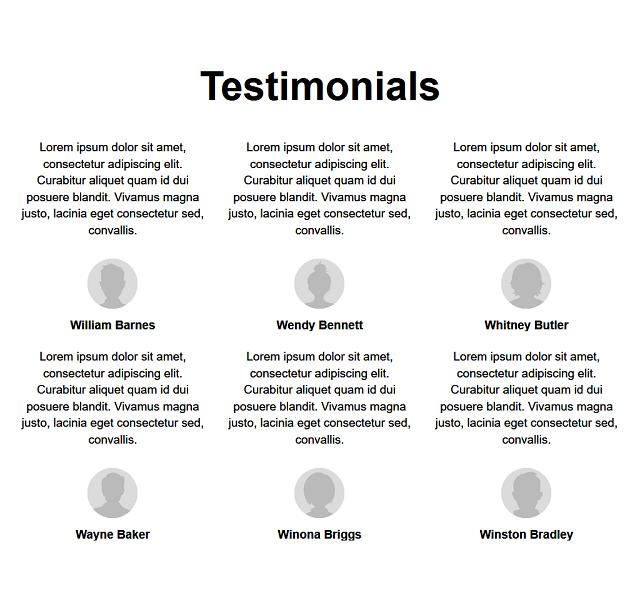 Testimonials
Lorem ipsum dolor sit amet,
consectetur adipiscing elit.
Curabitur aliquet quam id dui
posuere blandit. Vivamus magna
justo, lacinia eget consectetur sed,
convallis.
William Barnes
Lorem ipsum dolor sit amet,
consectetur adipiscing elit.
Curabitur aliquet quam id dui
posuere blandit. Vivamus magna
justo, lacinia eget consectetur sed,
convallis.
Wendy Bennett
Lorem ipsum dolor sit amet,
consectetur adipiscing elit.
Curabitur aliquet quam id dui
posuere blandit. Vivamus magna
justo, lacinia eget consectetur sed,
convallis.
Whitney Butler
Lorem ipsum dolor sit amet,
consectetur adipiscing elit.
Curabitur aliquet quam id dui
posuere blandit. Vivamus magna
justo, lacinia eget consectetur sed,
convallis.
Wayne Baker
Lorem ipsum dolor sit amet,
consectetur adipiscing elit.
Curabitur aliquet quam id dui
posuere blandit. Vivamus magna
justo, lacinia eget consectetur sed,
convallis.
Winona Briggs
Lorem ipsum dolor sit amet,
consectetur adipiscing elit.
Curabitur aliquet quam id dui
posuere blandit. Vivamus magna
justo, lacinia eget consectetur sed,
convallis.
Winston Bradley